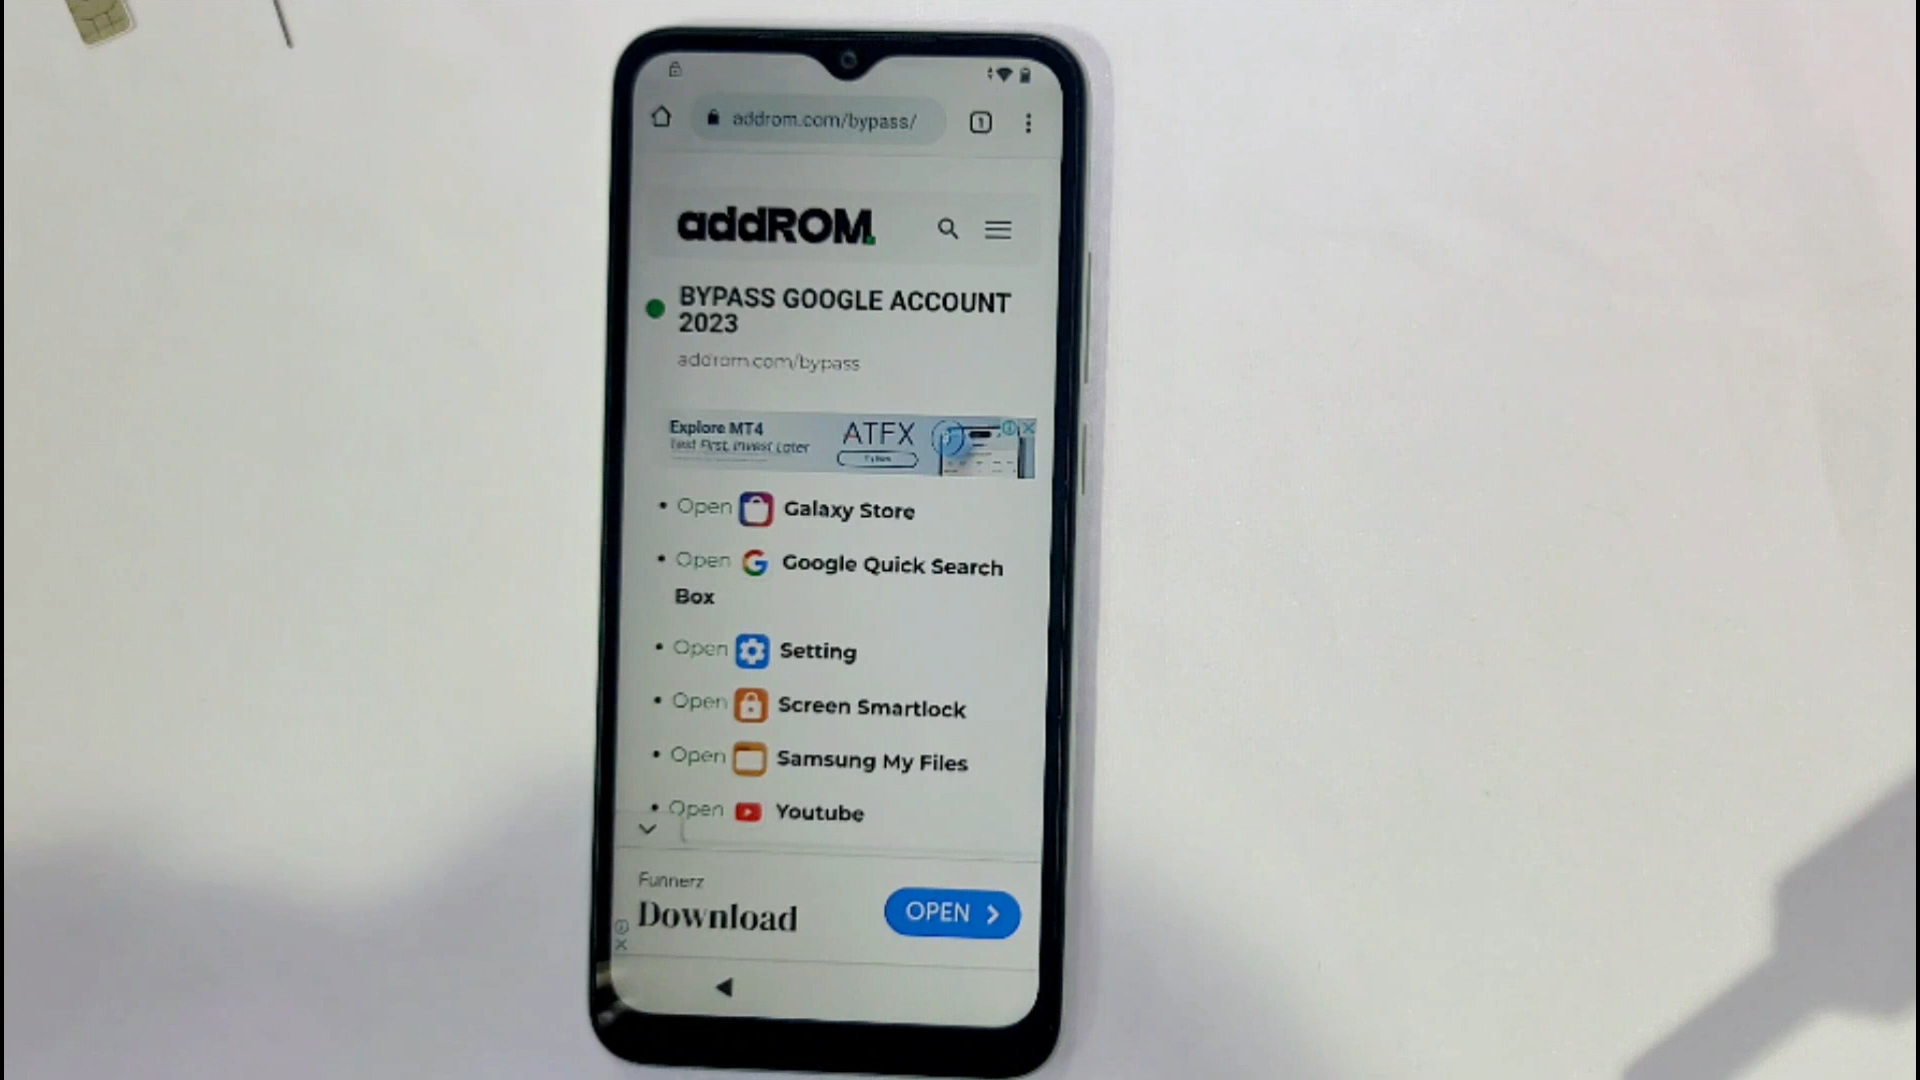 addrom.com/bypass/
1
addROM.
BYPASS GOOGLE ACCOUNT
2023
addrom.com/bypass
Explore MT4
Test First, Invest Later
ATFX
Open Galaxy Store
Open Google Quick Search
Box
Open Setting
Open Screen Smartlock
Open Samsung My Files
Open Youtube
Funnerz
Download
OPEN